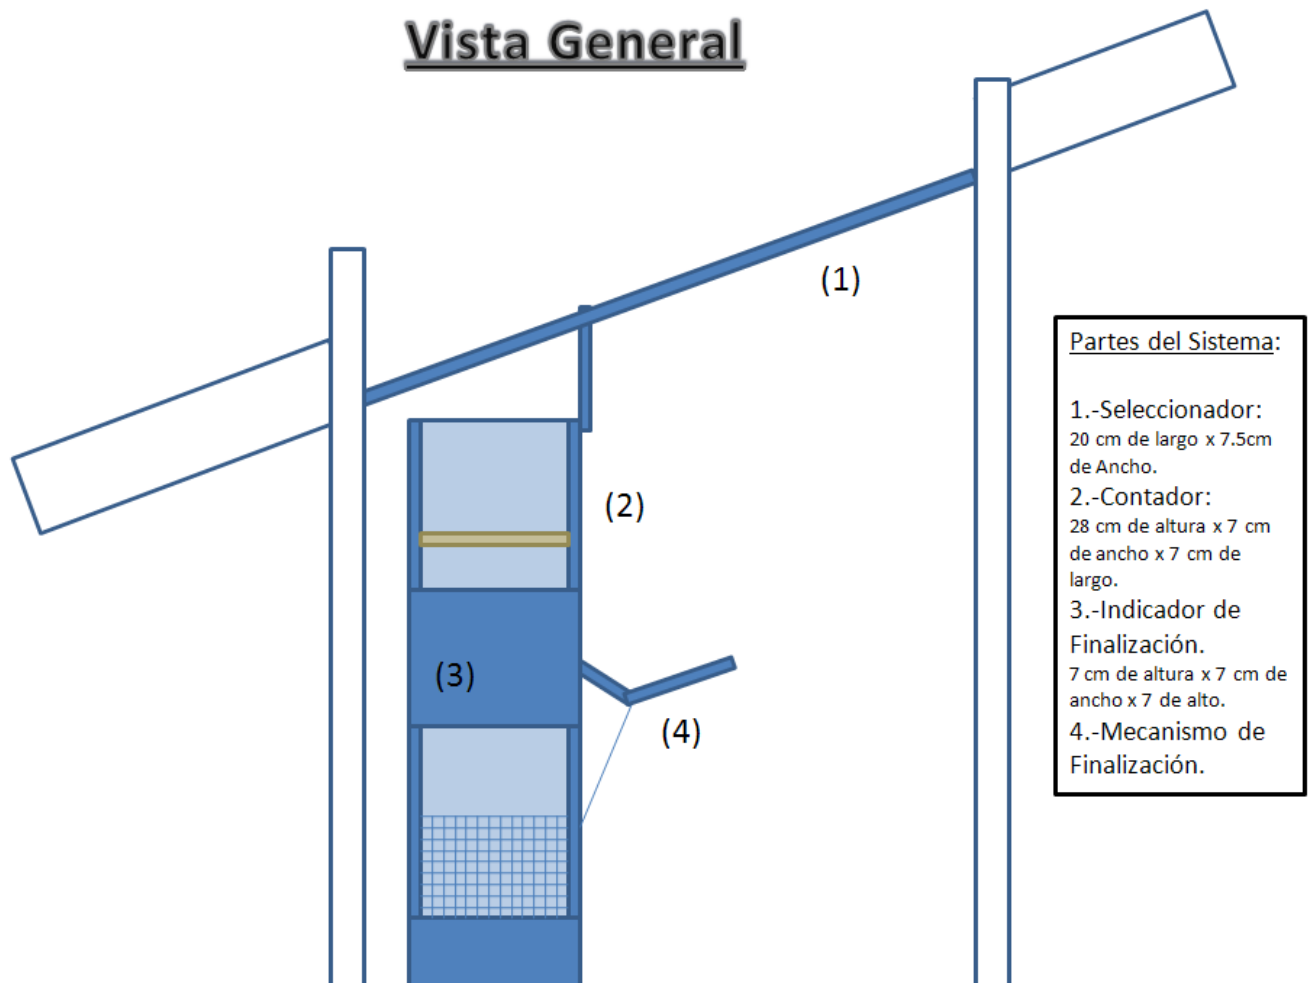 Vista General
(1)
(2)
(3)
(4)
Partes del Sistema:
1.-Seleccionador:
20 cm de largo x 7.5cm
de Ancho.
2.-Contador:
28 cm de altura x 7 cm
de ancho x 7 cm de
largo.
3.-Indicador de
Finalización.
7 cm de altura x 7 cm de
ancho x 7 de alto.
4.-Mecanismo de
Finalización.